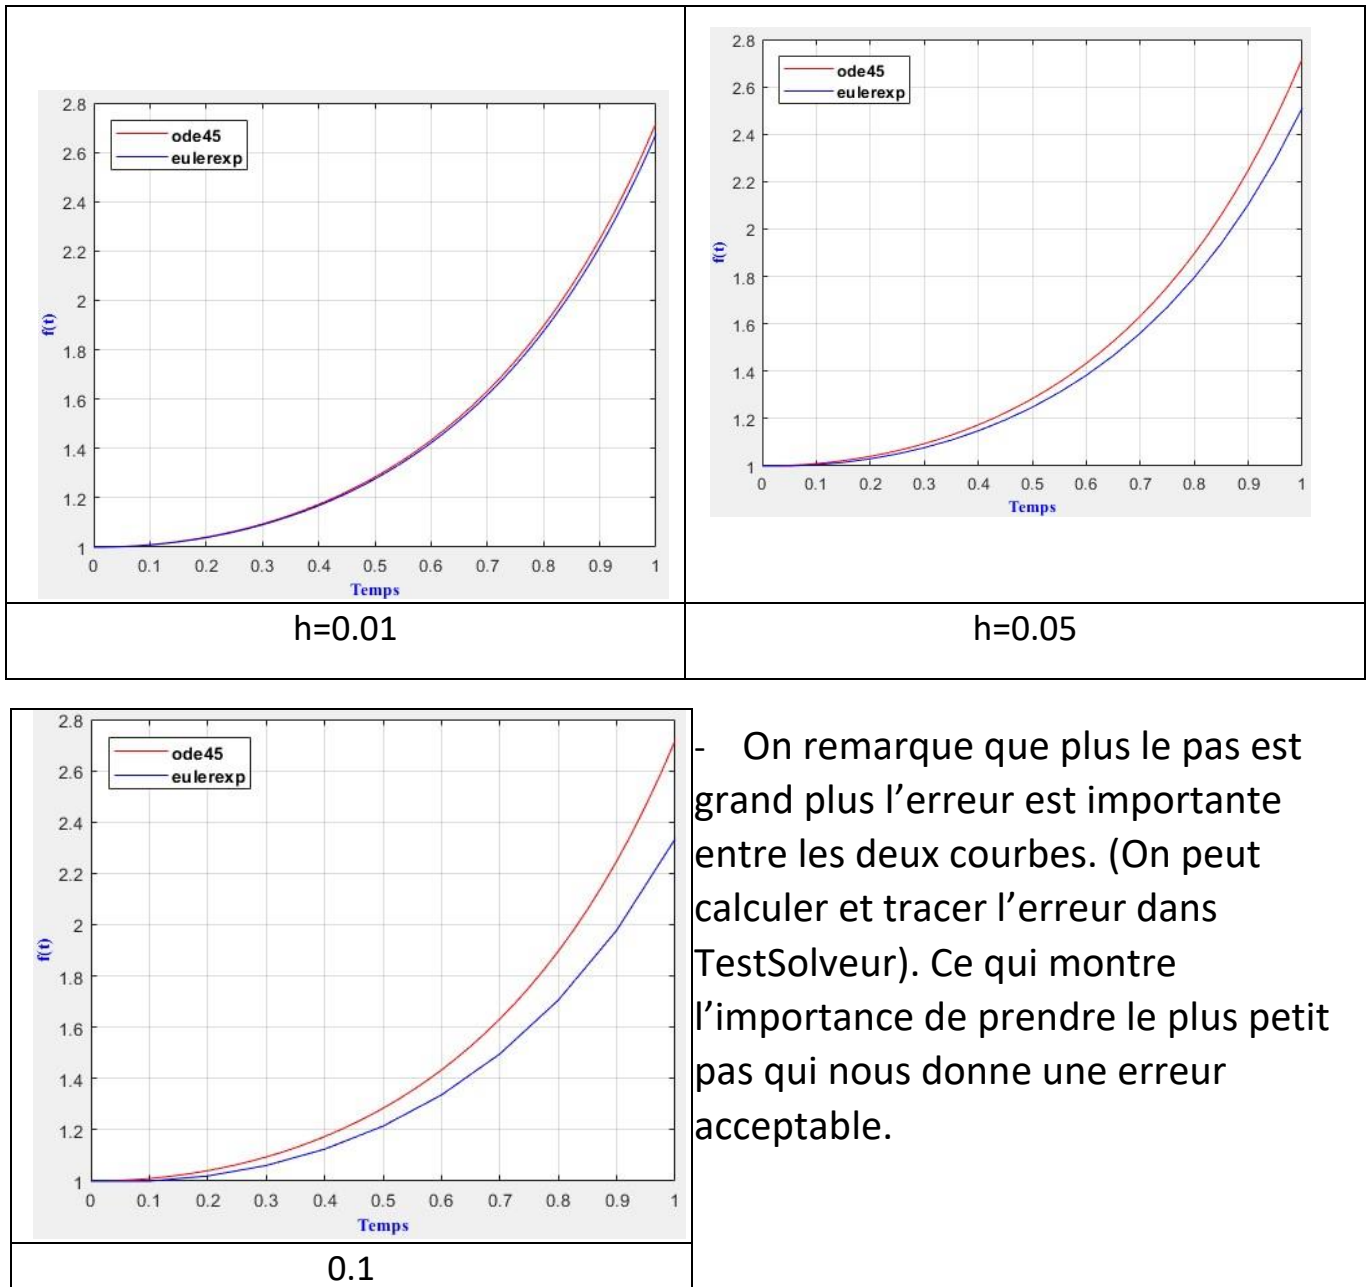 2.8
2.6
2.4
2.2
2
1.8
1.6
1.4
1.2
1
f(t)
ode45
eulerexp
0 0.1 0.2 0.3 0.4 0.5 0.6 0.7 0.8 0.9 1
Temps
h=0.01
2.8
2.6
2.4
2.2
2
1.8
1.6
1.4
1.2
1
f(t)
ode45
eulerexp
0 0.1 0.2 0.3 0.4 0.5 0.6 0.7 0.8 0.9 1
Temps
h=0.05
2.8
2.6
2.4
2.2
2
1.8
1.6
1.4
1.2
1
f(t)
ode45
eulerexp
0 0.1 0.2 0.3 0.4 0.5 0.6 0.7 0.8 0.9 1
Temps
0.1
- On remarque que plus le pas est
grand plus l’erreur est importante
entre les deux courbes. (On peut
calculer et tracer l’erreur dans
TestSolveur). Ce qui montre
l’importance de prendre le plus petit
pas qui nous donne une erreur
acceptable.